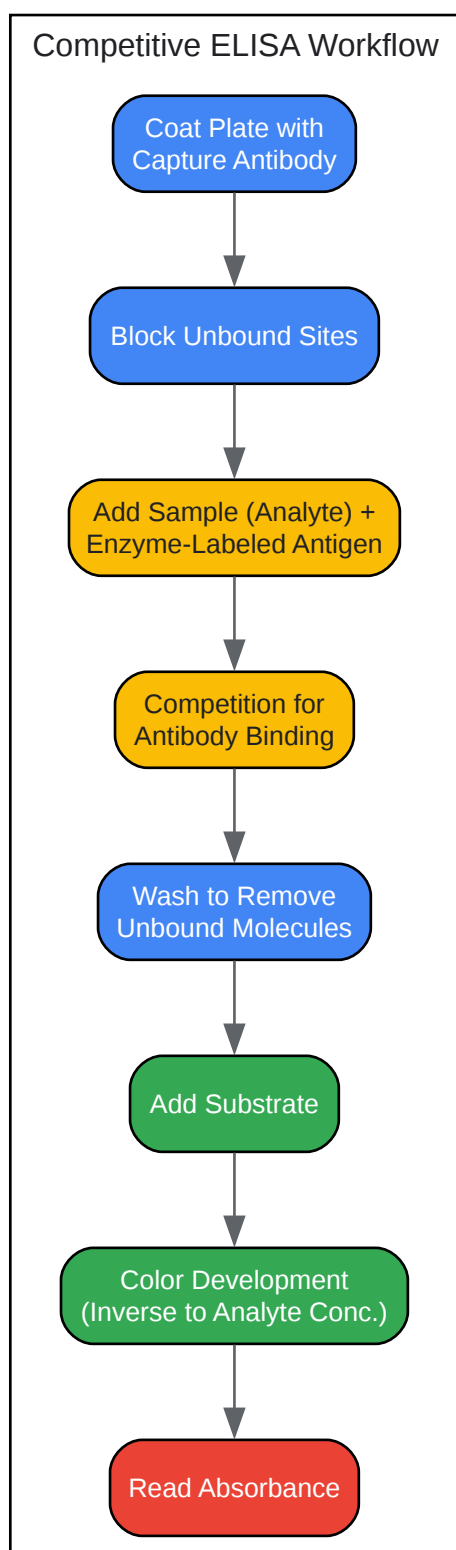 Competitive ELISA Workflow
Coat Plate with
Capture Antibody
Block Unbound Sites
Add Sample (Analyte) +
Enzyme-Labeled Antigen
Competition for
Antibody Binding
Wash to Remove
Unbound Molecules
Add Substrate
Color Development
(Inverse to Analyte Conc.)
Read Absorbance